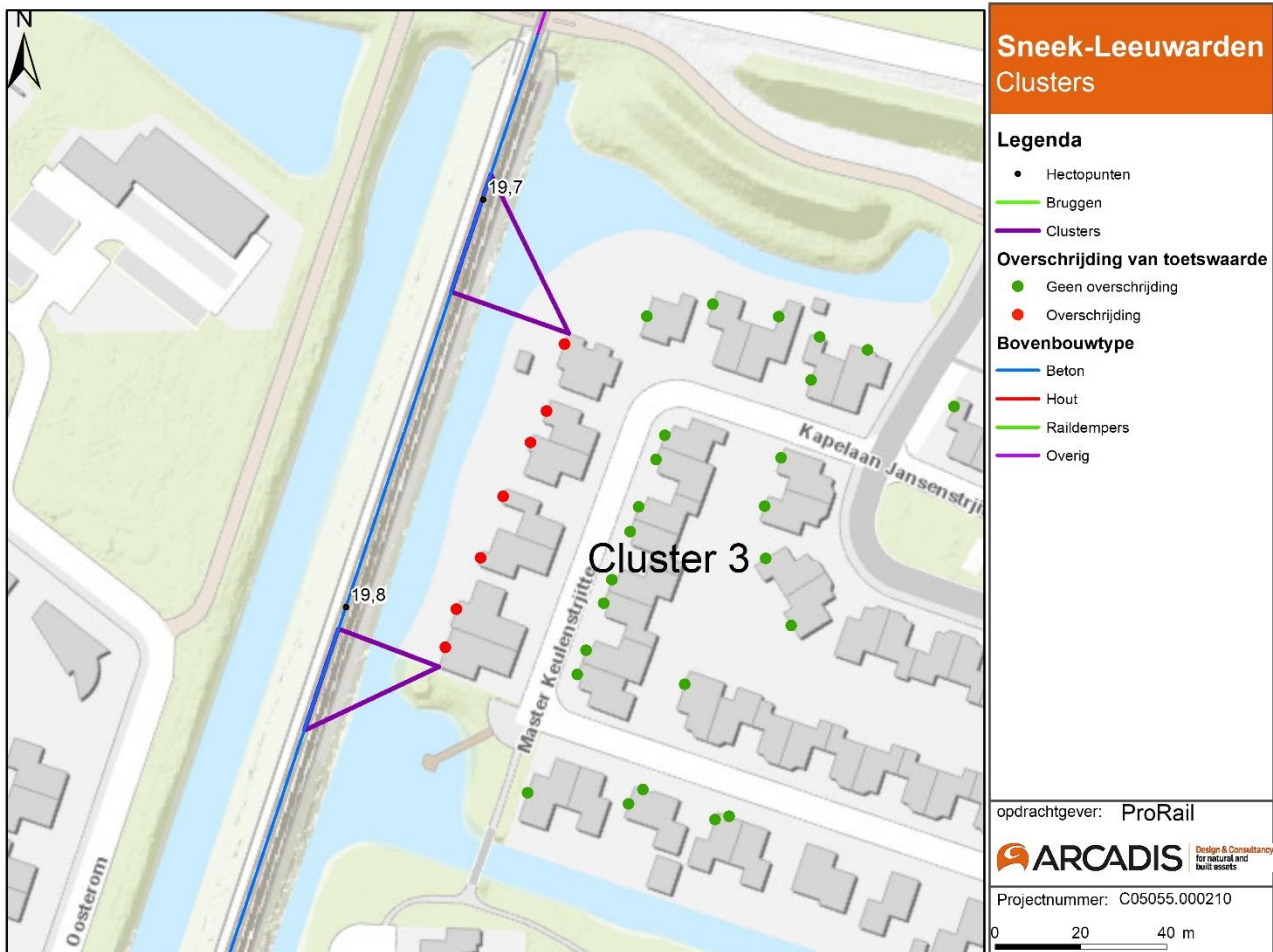 N
19,7
19,8
Kapelaan Jansenstrjitte
Cluster 3
Master Keulenstrjitte
Oosterom
Sneek-Leeuwarden
Clusters
Legenda
Hectopunten
Bruggen
Clusters
Overschrijding van toetswaarde
Geen overschrijding
Overschrijding
Bovenbouwtype
Beton
Hout
Raildempers
Overig
opdrachtgever: ProRail
ARCADIS
Design & Consultancy
for natural and
built assets
Projectnummer: C05055.000210
0 20 40 m